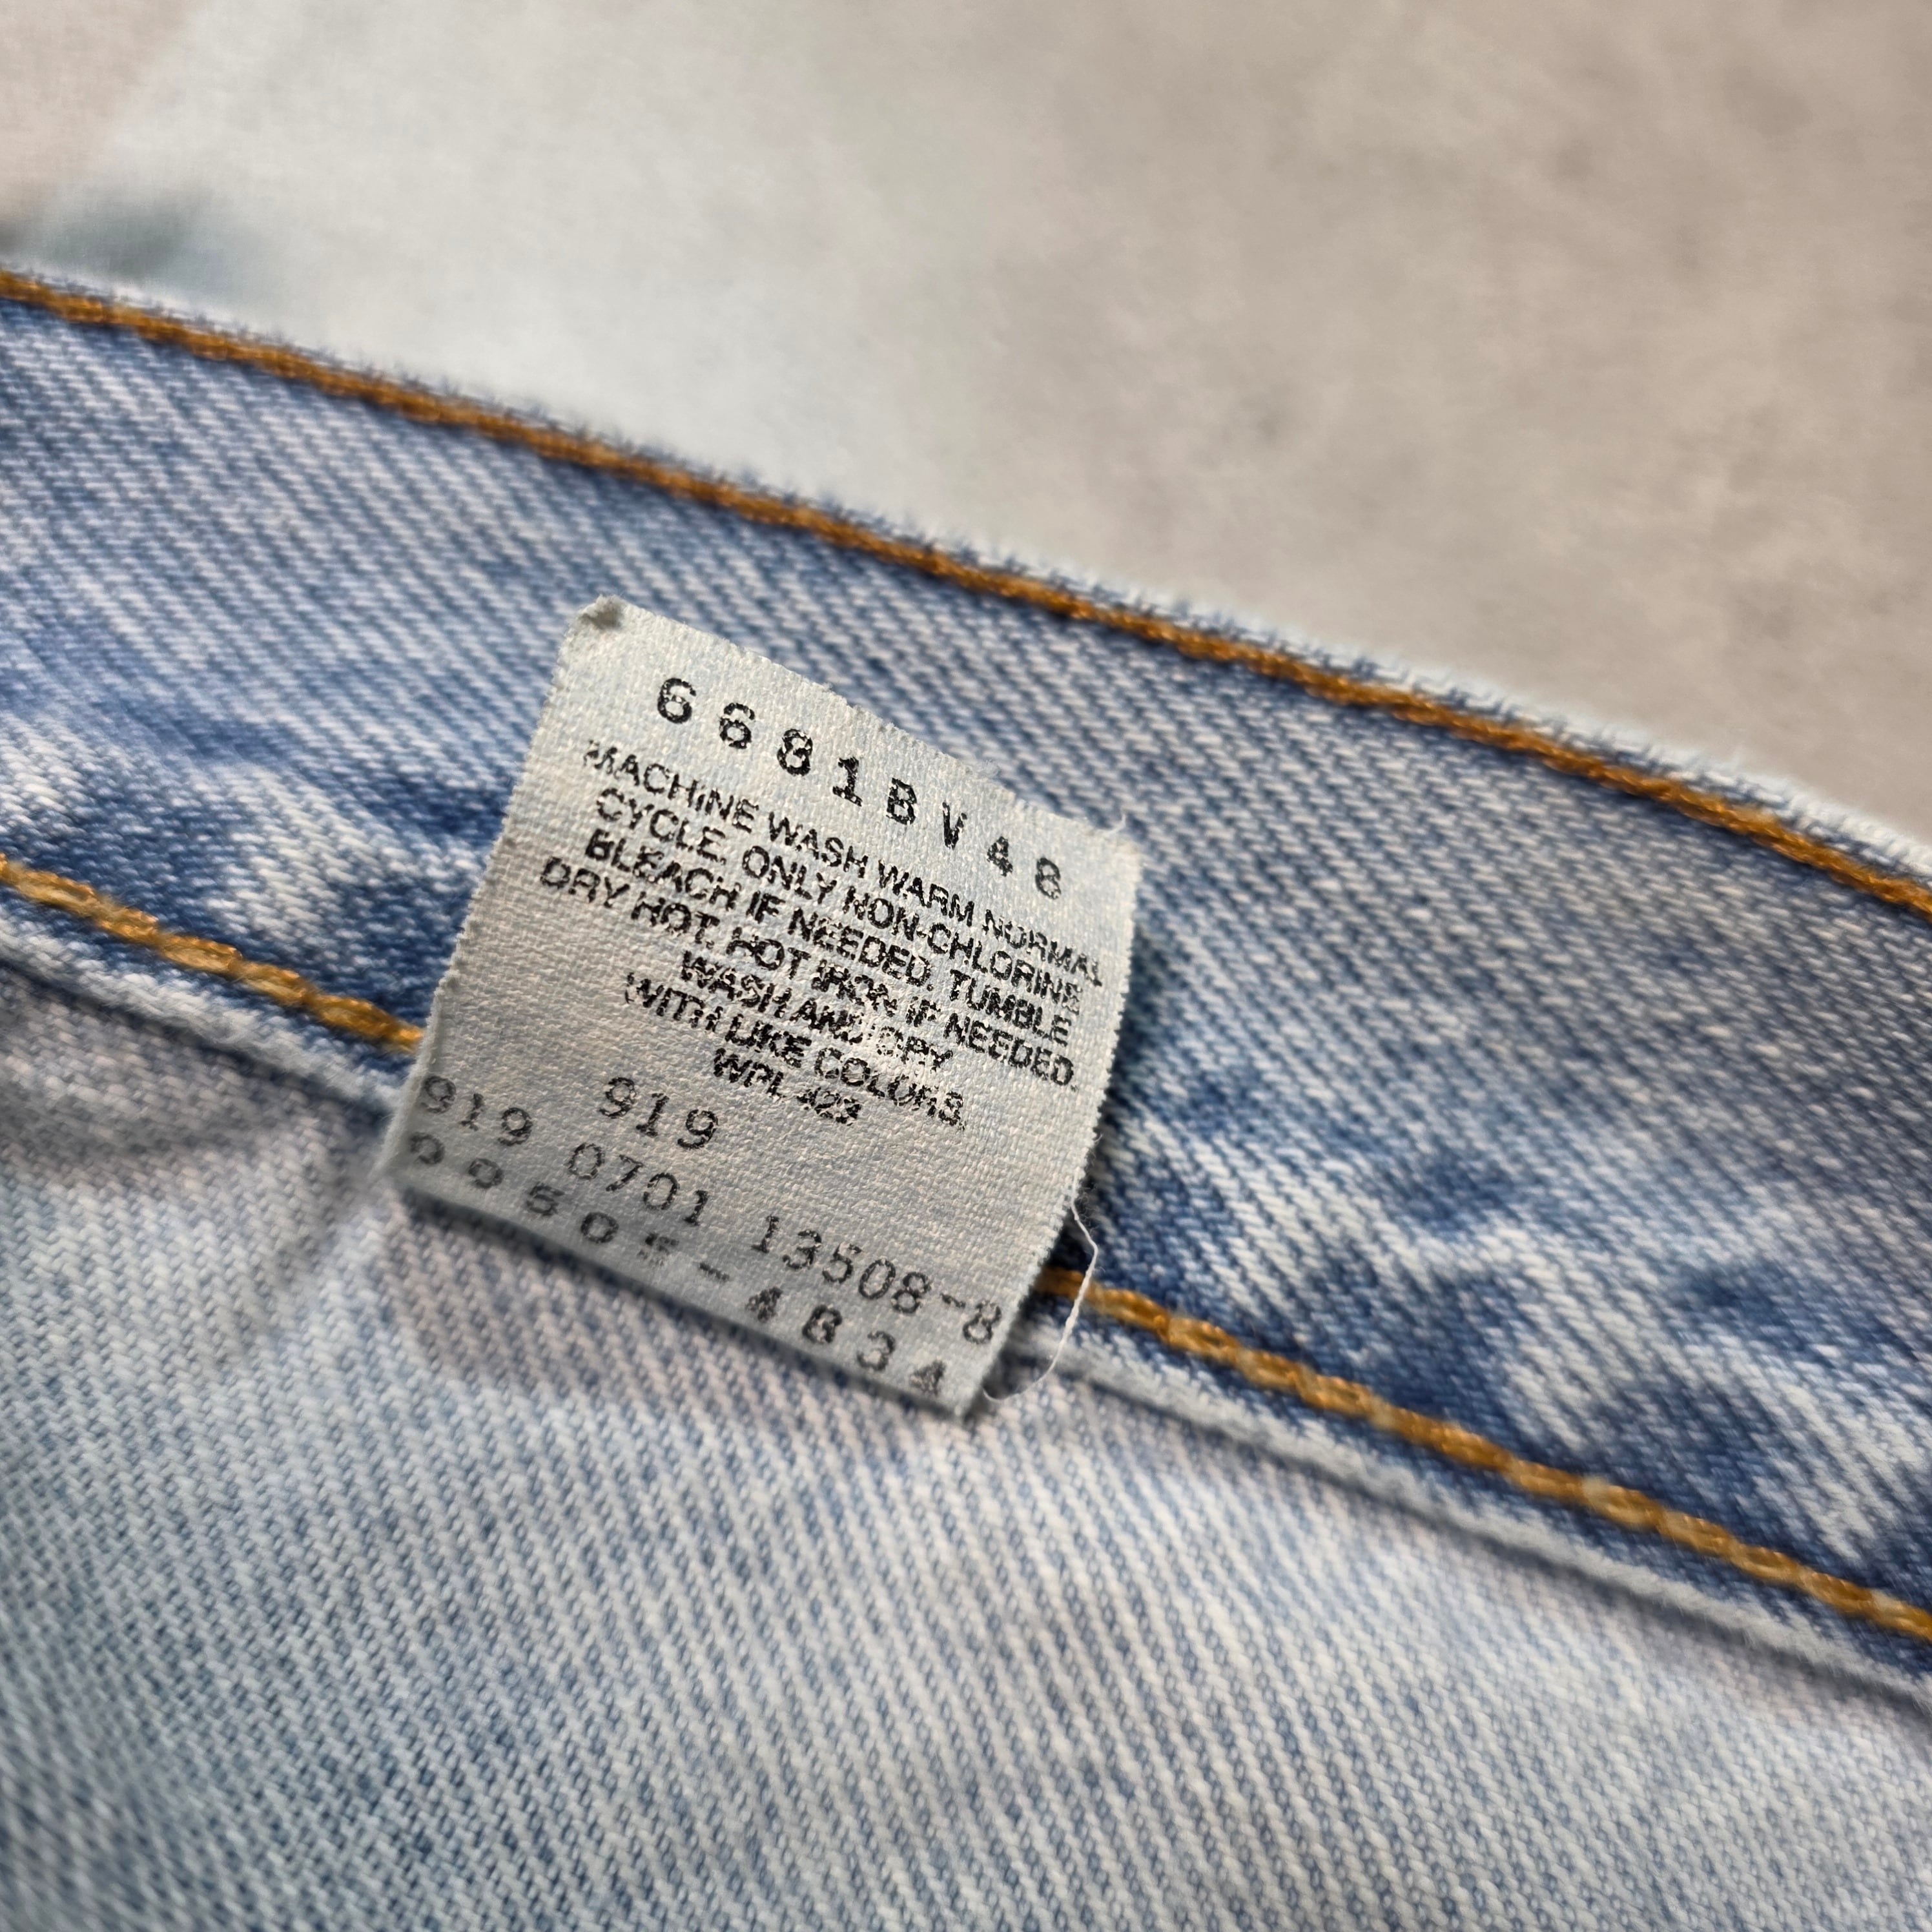 6681BV48
MACHINE WASH WARM NORMAL
CYCLE. ONLY NON-CHLORINE
BLEACH IF NEEDED. TUMBLE
DRY HOT. HOT IRON IF NEEDED.
WASH AND DRY
WITH LIKE COLORS.
WPL 423
919
919 0701 13508-8
00505-4834